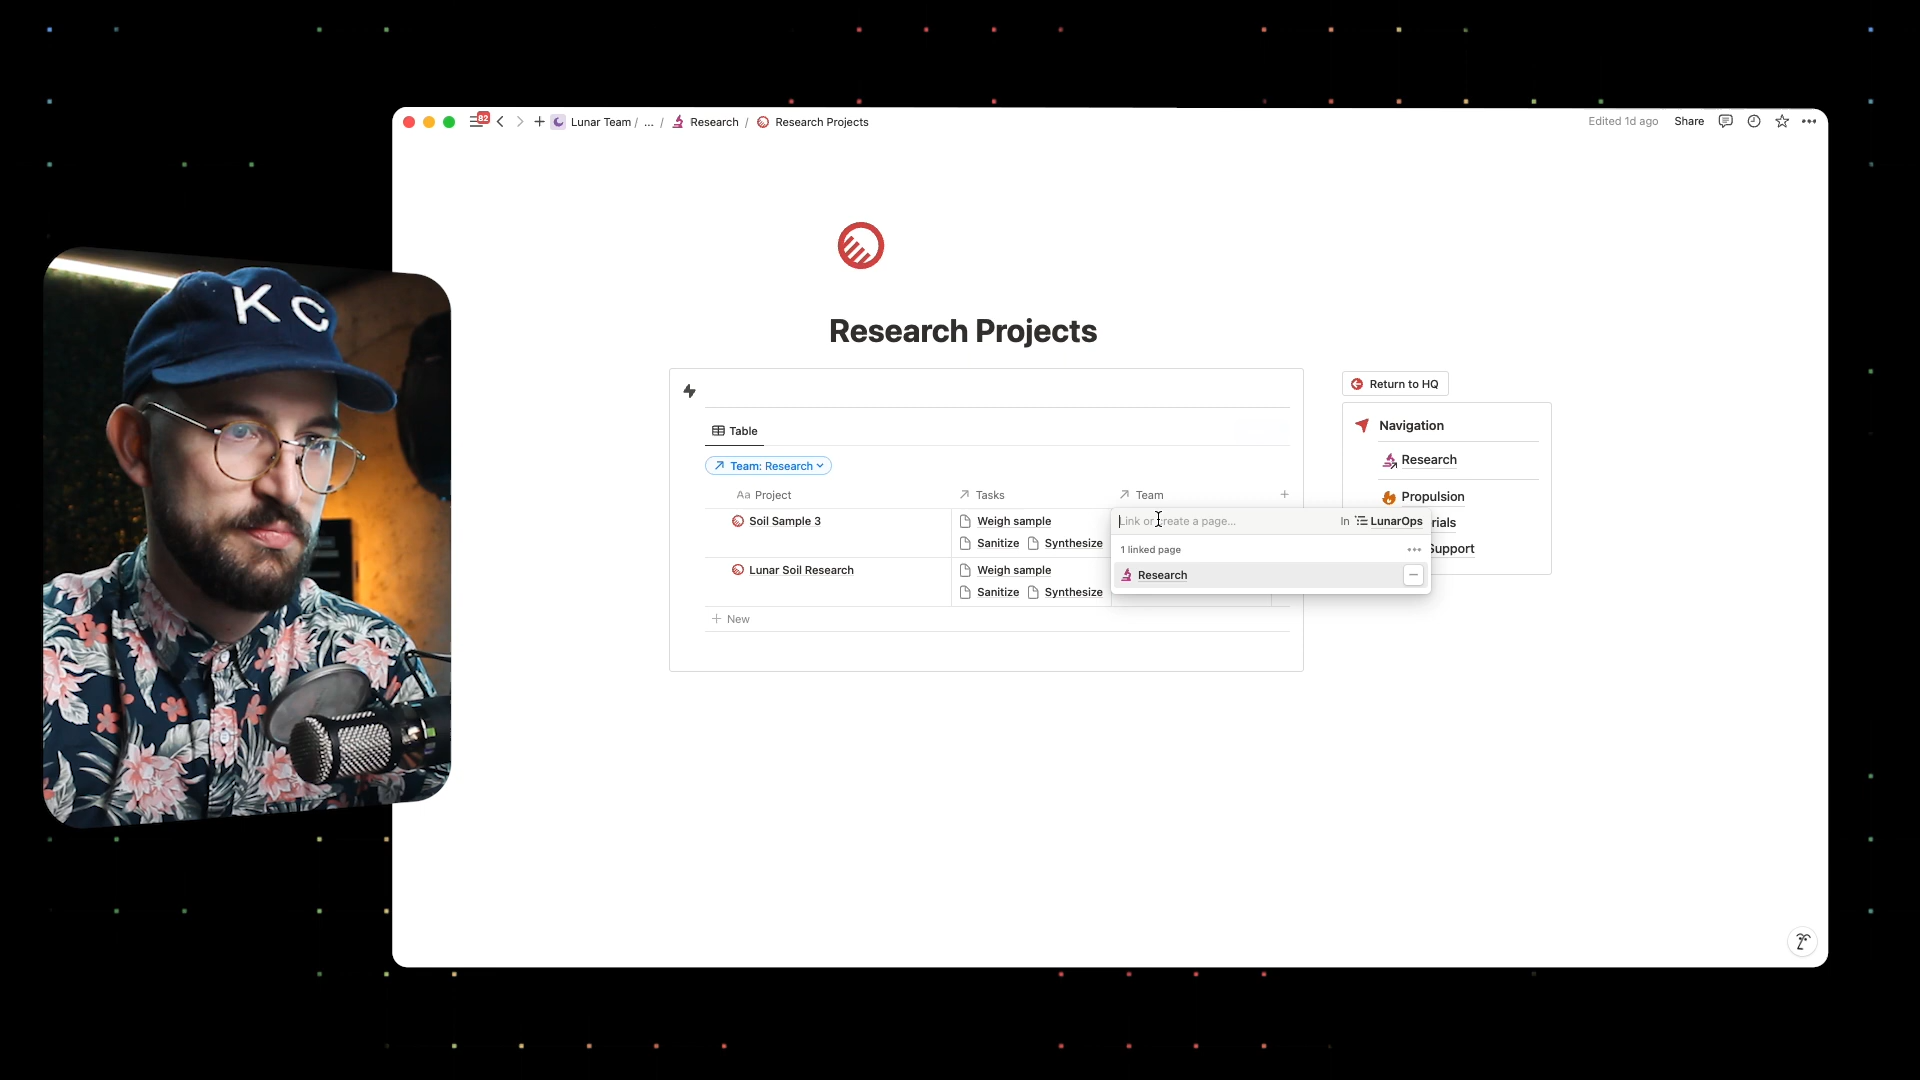 82
Lunar Team / ... / Research / Research Projects
Edited 1d ago
Share
KC
Research Projects
Return to HQ
Navigation
Research
Propulsion
rials
Support
Table
Team: Research
Aa Project
Tasks
Team
Soil Sample 3
Weigh sample
Sanitize
Synthesize
Link or create a page...
In LunarOps
1 linked page
Research
Lunar Soil Research
Weigh sample
Sanitize
Synthesize
New